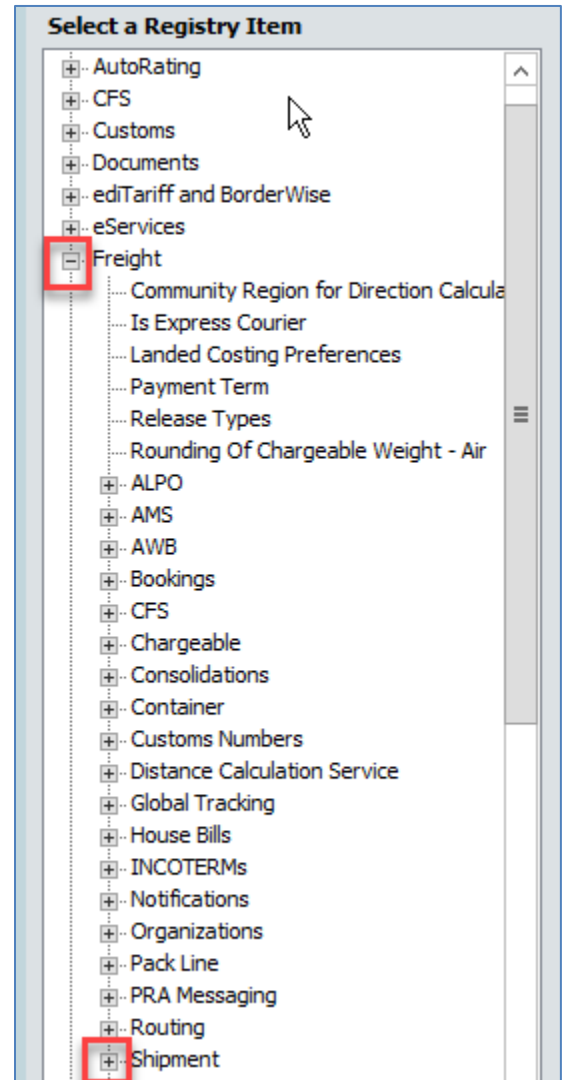 Select a Registry Item
AutoRating
CFS
Customs
Documents
ediTariff and BorderWise
eServices
Freight
Community Region for Direction Calcula
Is Express Courier
Landed Costing Preferences
Payment Term
Release Types
Rounding Of Chargeable Weight - Air
ALPO
AMS
AWB
Bookings
CFS
Chargeable
Consolidations
Container
Customs Numbers
Distance Calculation Service
Global Tracking
House Bills
INCOTERMs
Notifications
Organizations
Pack Line
PRA Messaging
Routing
Shipment